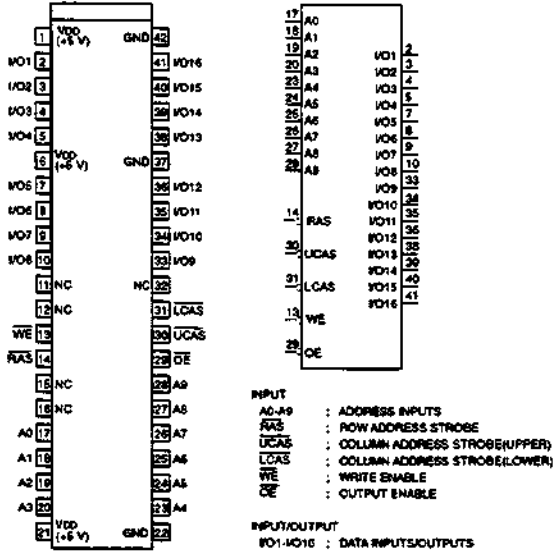 1 VDD (+5 V) GND 42
I/O1 2 41 I/O16
I/O2 3 40 I/O15
I/O3 4 39 I/O14
I/O4 5 38 I/O13
6 VDD (+5 V) GND 37
I/O5 7 36 I/O12
I/O6 8 35 I/O11
I/O7 9 34 I/O10
I/O8 10 33 I/O9
11 NC NC 32
12 NC 31 LCAS
WE 13 30 UCAS
RAS 14 29 OE
15 NC 28 A9
16 NC 27 A8
A0 17 26 A7
A1 18 25 A6
A2 19 24 A5
A3 20 23 A4
21 VDD (+5 V) GND 22
17 A0
18 A1
19 A2
20 A3
23 A4
24 A5
25 A6
26 A7
27 A8
28 A9
14 RAS
30 UCAS
31 LCAS
13 WE
29 OE
I/O1 2
I/O2 3
I/O3 4
I/O4 5
I/O5 7
I/O6 8
I/O7 9
I/O8 10
I/O9 33
I/O10 34
I/O11 35
I/O12 36
I/O13 38
I/O14 39
I/O15 40
I/O16 41
INPUT
A0-A9 ; ADDRESS INPUTS
RAS ; ROW ADDRESS STROBE
UCAS ; COLUMN ADDRESS STROBE(UPPER)
LCAS ; COLUMN ADDRESS STROBE(LOWER)
WE ; WRITE ENABLE
OE ; OUTPUT ENABLE
INPUT/OUTPUT
I/O1-I/O16 ; DATA INPUTS/OUTPUTS